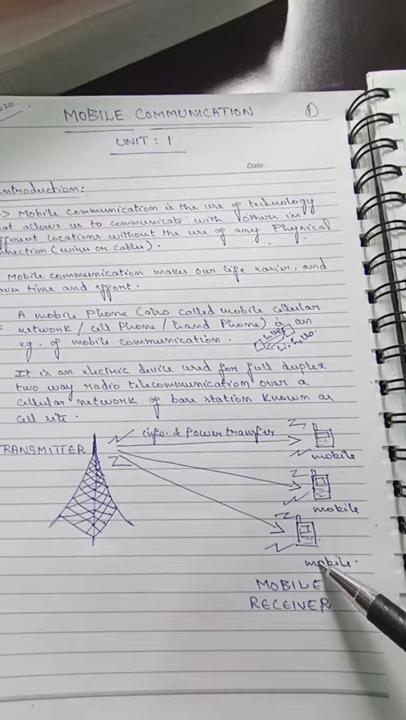 2020
MOBILE COMMUNICATION
1
UNIT : 1
Date :
Introduction :
-> Mobile communication is the use of technology
that allows us to communicate with others in
different locations without the use of any Physical
connection (wires or cables).
Mobile communication makes our life easier, and
saves time and effort.
A mobile Phone (also called mobile cellular
network / cell Phone / hand Phone) is an
eg. of mobile communication.
It is an electric device used for full duplex
two way radio telecommunication over a
cellular network of base station known as
cell site.
TRANSMITTER
info. & Power transfer
mobile
mobile
mobile.
MOBILE
RECEIVER